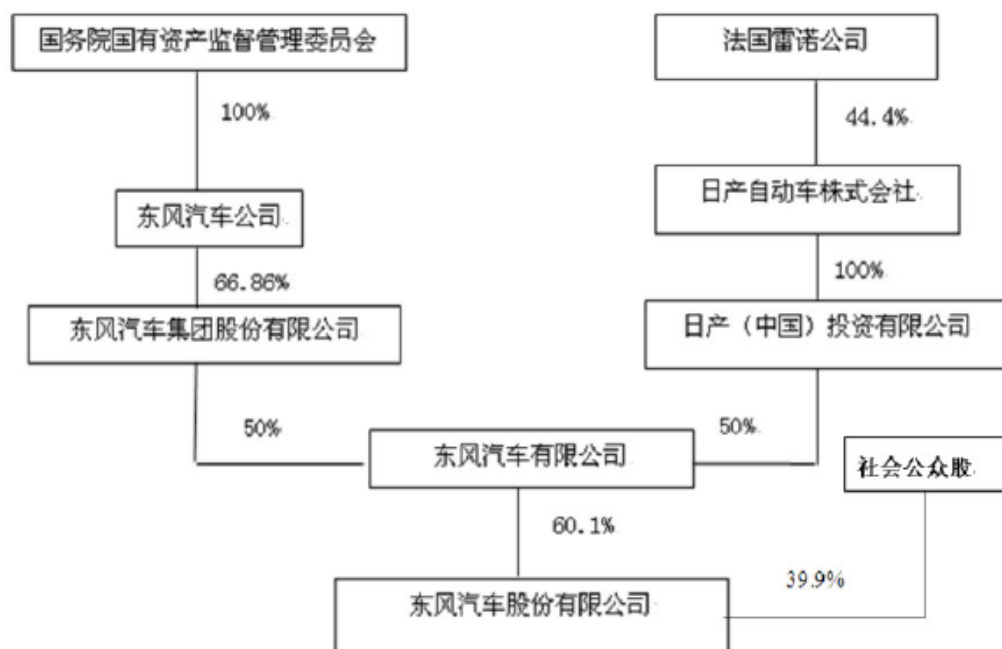 国务院国有资产监督管理委员会
法国雷诺公司
100%
44.4%
东风汽车公司
日产自动车株式会社
66.86%
100%
东风汽车集团股份有限公司
日产（中国）投资有限公司
50%
50%
东风汽车有限公司
社会公众股
60.1%
39.9%
东风汽车股份有限公司